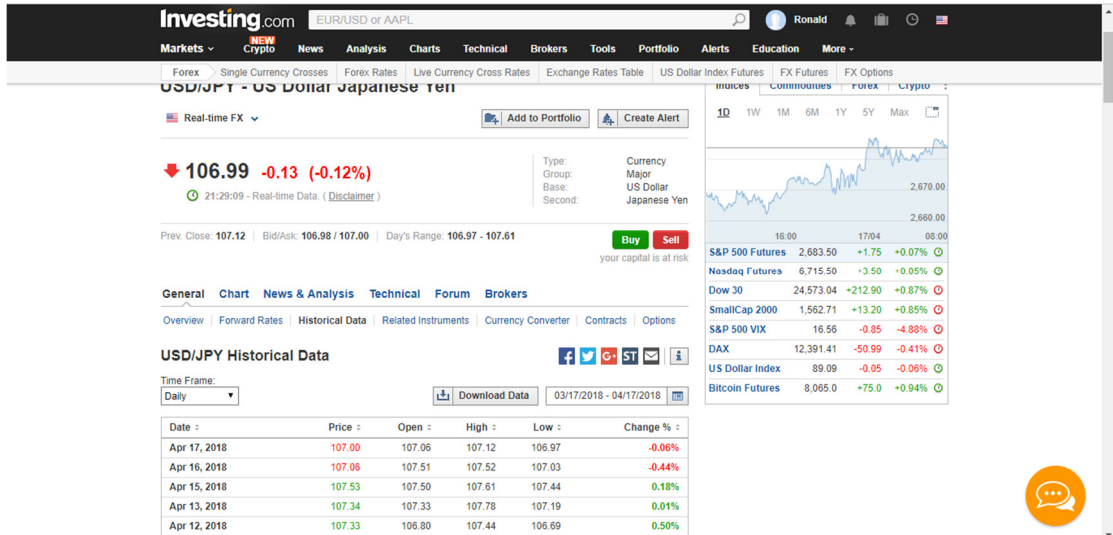 Investing.com EUR/USD or AAPL Ronald
NEW
Markets Crypto News Analysis Charts Technical Brokers Tools Portfolio Alerts Education More
Forex Single Currency Crosses Forex Rates Live Currency Cross Rates Exchange Rates Table US Dollar Index Futures FX Futures FX Options
USD/JPY - US Dollar Japanese Yen
Real-time FX Add to Portfolio Create Alert
106.99 -0.13 (-0.12%)
21:29:09 - Real-time Data. ( Disclaimer )
Type: Currency
Group: Major
Base: US Dollar
Second: Japanese Yen
Prev. Close: 107.12 Bid/Ask: 106.98 / 107.00 Day's Range: 106.97 - 107.61
Buy Sell
your capital is at risk
General Chart News & Analysis Technical Forum Brokers
Overview Forward Rates Historical Data Related Instruments Currency Converter Contracts Options
USD/JPY Historical Data
G+ ST i
Time Frame:
Daily Download Data 03/17/2018 - 04/17/2018
Date Price Open High Low Change %
Apr 17, 2018 107.00 107.06 107.12 106.97 -0.06%
Apr 16, 2018 107.06 107.51 107.52 107.03 -0.44%
Apr 15, 2018 107.53 107.50 107.61 107.44 0.18%
Apr 13, 2018 107.34 107.33 107.78 107.19 0.01%
Apr 12, 2018 107.33 106.80 107.44 106.69 0.50%
Indices Commodities Forex Crypto
1D 1W 1M 6M 1Y 5Y Max
2,670.00
2,660.00
16:00 17/04 08:00
S&P 500 Futures 2,683.50 +1.75 +0.07%
Nasdaq Futures 6,715.50 +3.50 +0.05%
Dow 30 24,573.04 +212.90 +0.87%
SmallCap 2000 1,562.71 +13.20 +0.85%
S&P 500 VIX 16.56 -0.85 -4.88%
DAX 12,391.41 -50.99 -0.41%
US Dollar Index 89.09 -0.05 -0.06%
Bitcoin Futures 8,065.0 +75.0 +0.94%